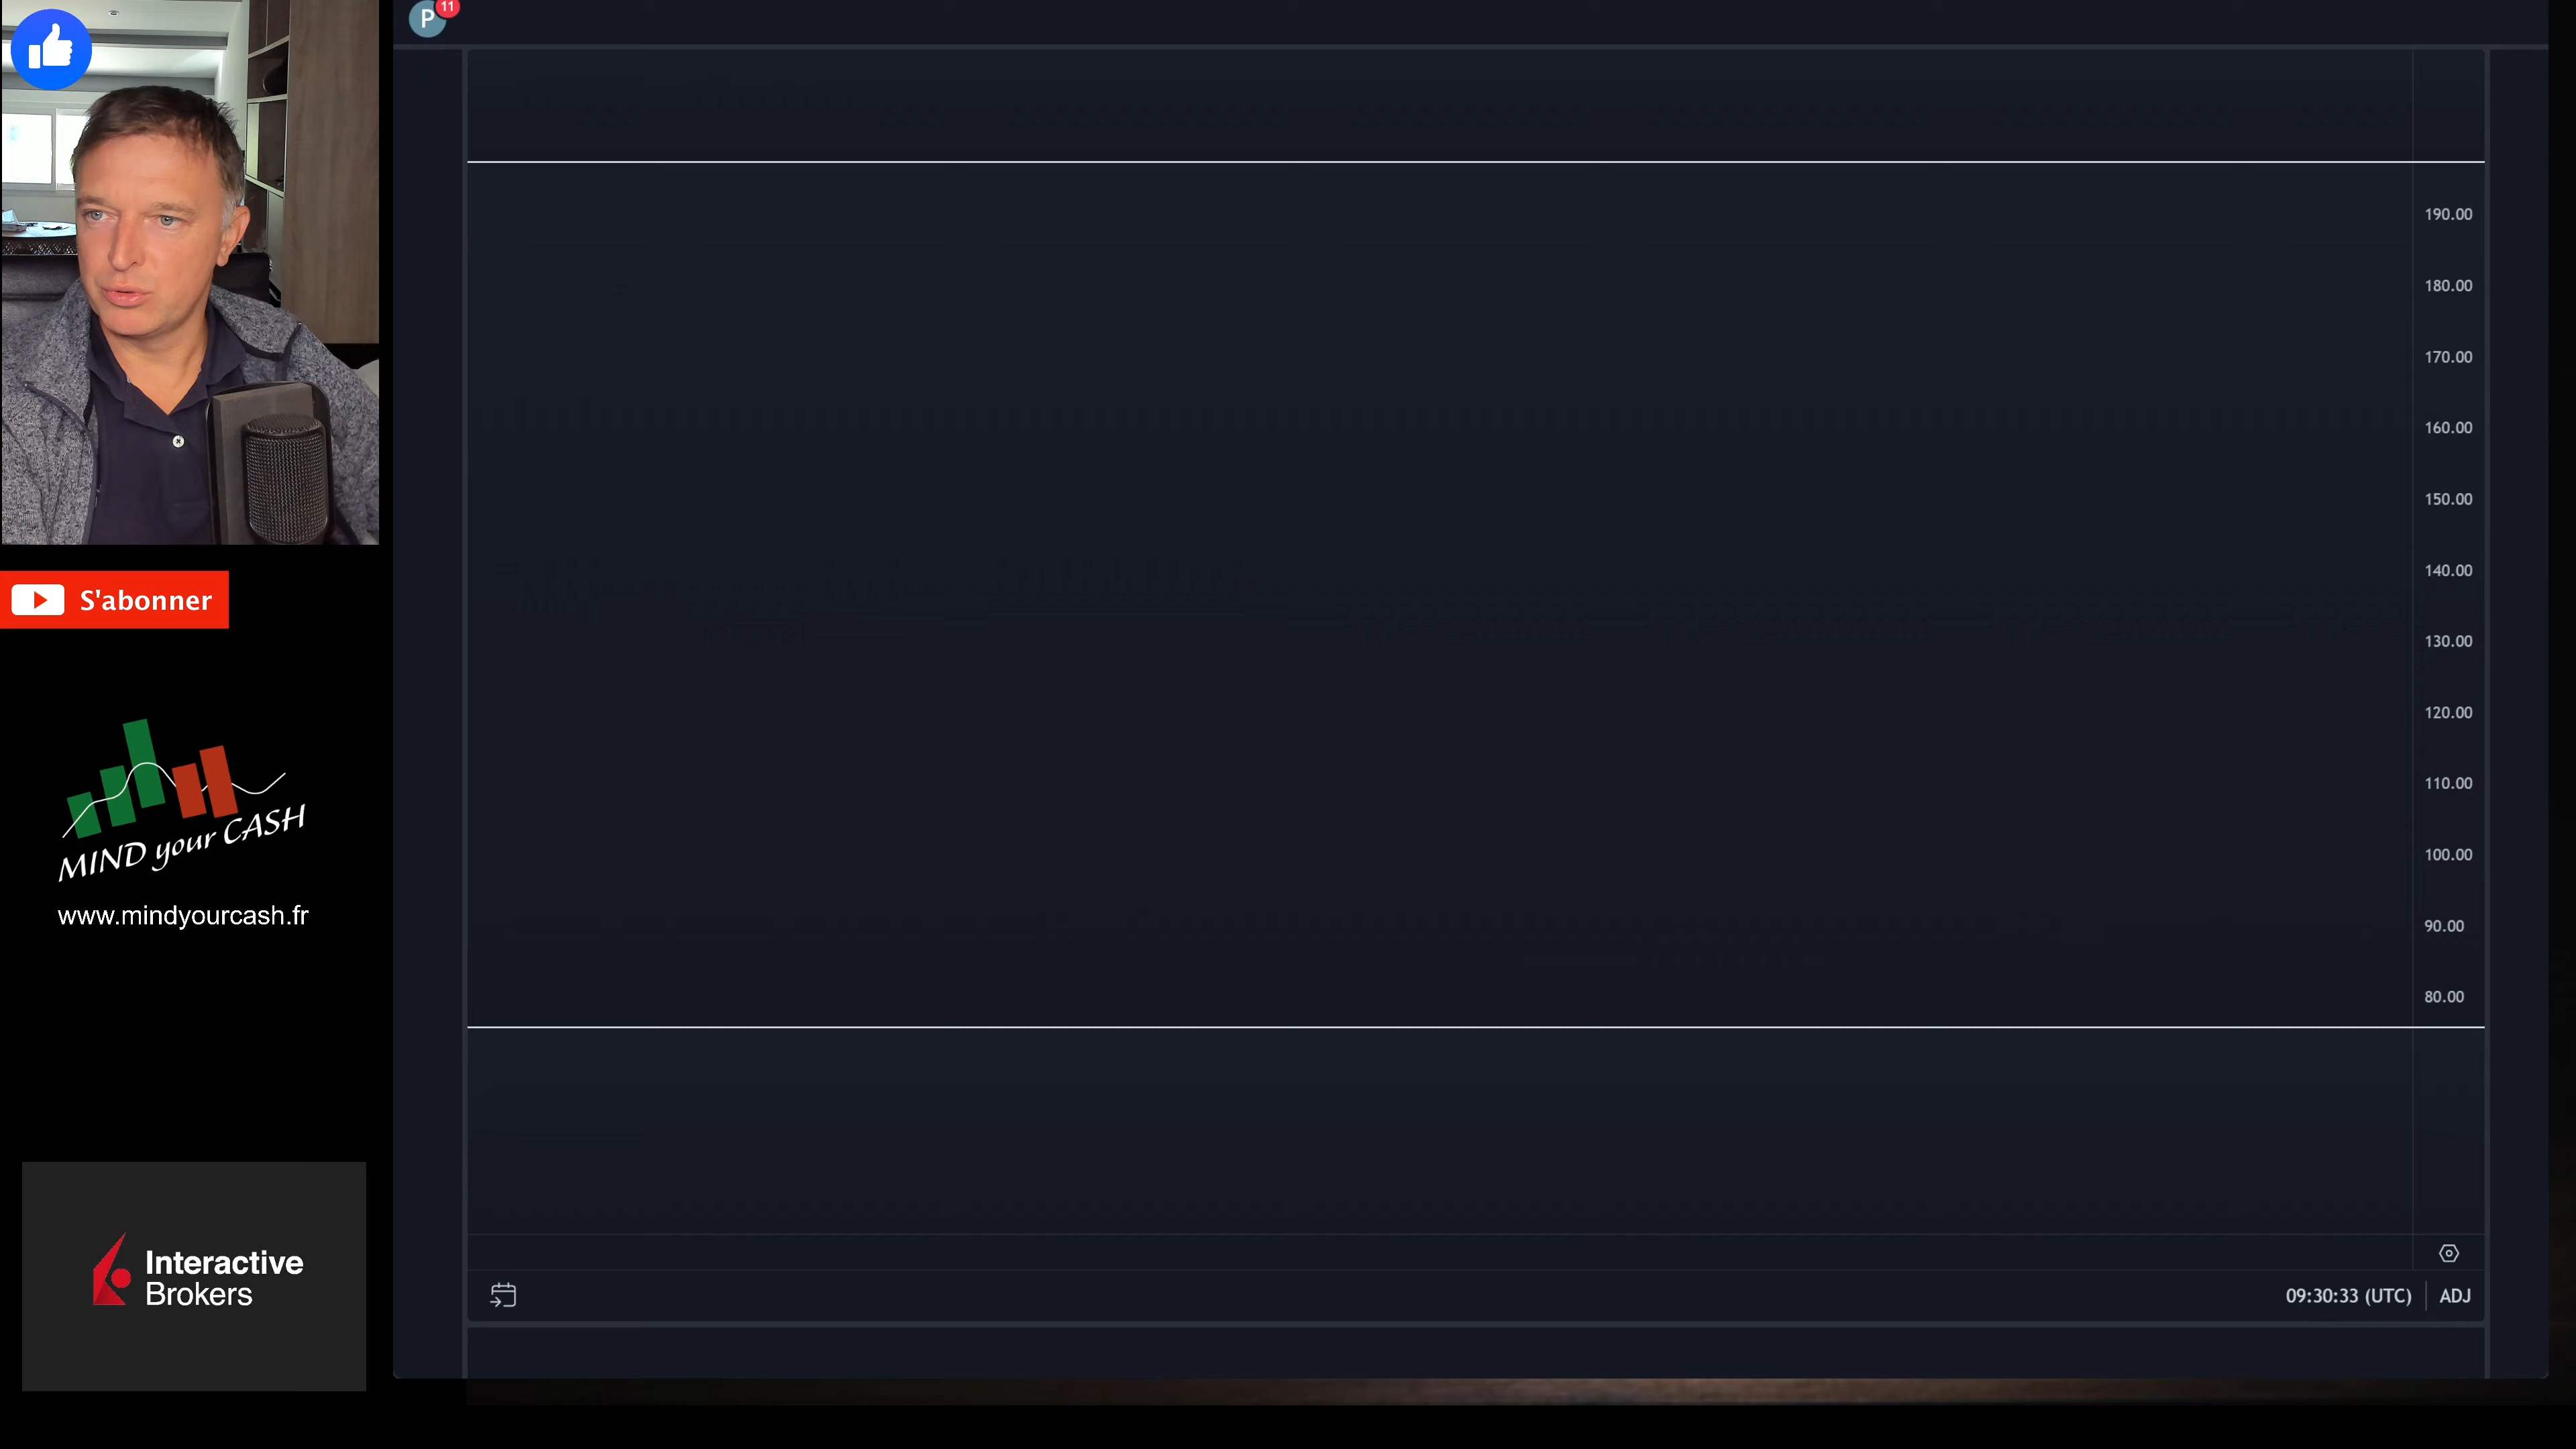 P
11
190.00
180.00
170.00
160.00
150.00
140.00
130.00
120.00
110.00
100.00
90.00
80.00
S'abonner
MIND your CASH
www.mindyourcash.fr
Interactive
Brokers
09:30:33 (UTC)
ADJ